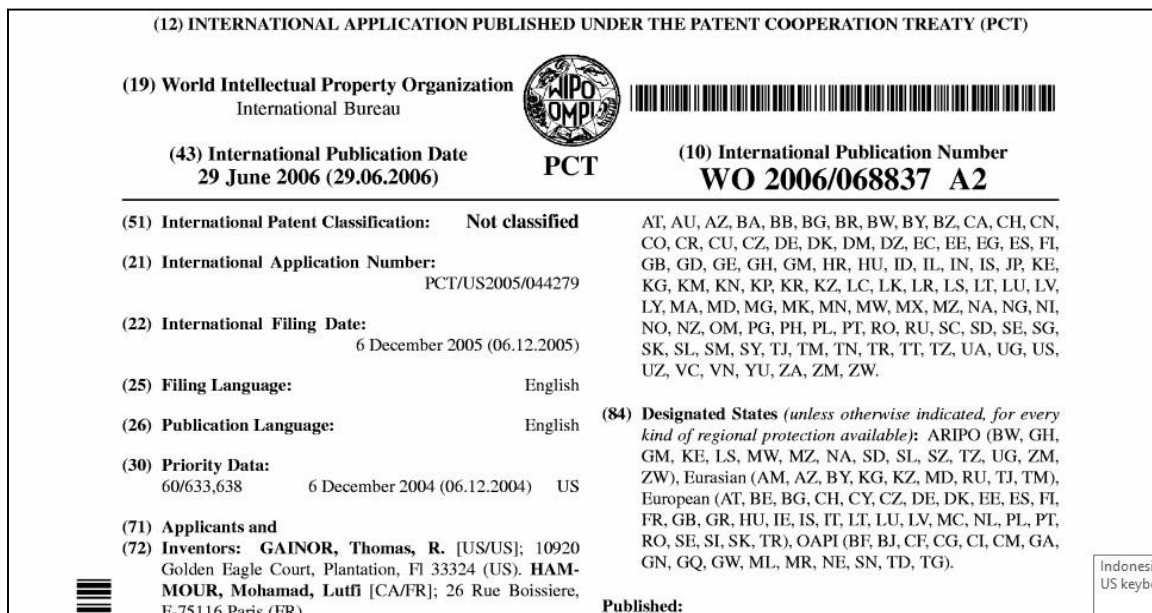 (12) INTERNATIONAL APPLICATION PUBLISHED UNDER THE PATENT COOPERATION TREATY (PCT)
(19) World Intellectual Property Organization
International Bureau
WIPO
OMPI
(43) International Publication Date
29 June 2006 (29.06.2006)
PCT
(10) International Publication Number
WO 2006/068837 A2
(51) International Patent Classification: Not classified
(21) International Application Number:
PCT/US2005/044279
(22) International Filing Date:
6 December 2005 (06.12.2005)
(25) Filing Language: English
(26) Publication Language: English
(30) Priority Data:
60/633,638 6 December 2004 (06.12.2004) US
(71) Applicants and
(72) Inventors: GAINOR, Thomas, R. [US/US]; 10920
Golden Eagle Court, Plantation, Fl 33324 (US). HAM-
MOUR, Mohamad, Lutfi [CA/FR]; 26 Rue Boissiere,
F-75116 Paris (FR)
AT, AU, AZ, BA, BB, BG, BR, BW, BY, BZ, CA, CH, CN,
CO, CR, CU, CZ, DE, DK, DM, DZ, EC, EE, EG, ES, FI,
GB, GD, GE, GH, GM, HR, HU, ID, IL, IN, IS, JP, KE,
KG, KM, KN, KP, KR, KZ, LC, LK, LR, LS, LT, LU, LV,
LY, MA, MD, MG, MK, MN, MW, MX, MZ, NA, NG, NI,
NO, NZ, OM, PG, PH, PL, PT, RO, RU, SC, SD, SE, SG,
SK, SL, SM, SY, TJ, TM, TN, TR, TT, TZ, UA, UG, US,
UZ, VC, VN, YU, ZA, ZM, ZW.
(84) Designated States (unless otherwise indicated, for every
kind of regional protection available): ARIPO (BW, GH,
GM, KE, LS, MW, MZ, NA, SD, SL, SZ, TZ, UG, ZM,
ZW), Eurasian (AM, AZ, BY, KG, KZ, MD, RU, TJ, TM),
European (AT, BE, BG, CH, CY, CZ, DE, DK, EE, ES, FI,
FR, GB, GR, HU, IE, IS, IT, LT, LU, LV, MC, NL, PL, PT,
RO, SE, SI, SK, TR), OAPI (BF, BJ, CF, CG, CI, CM, GA,
GN, GQ, GW, ML, MR, NE, SN, TD, TG).
Published:
US